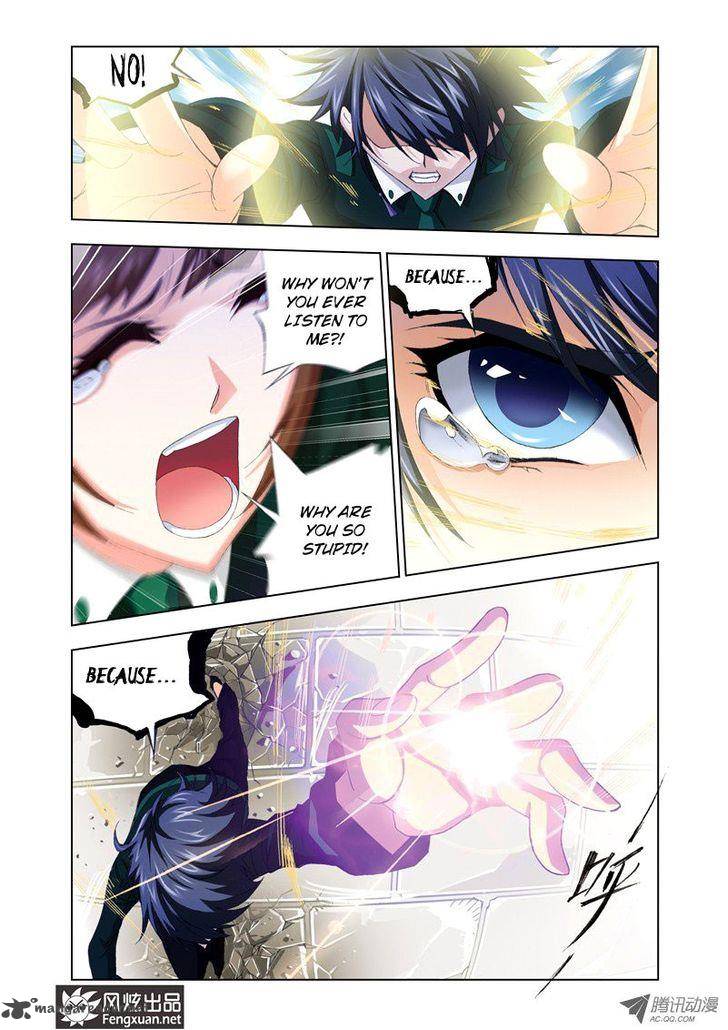 NO!
WHY WON'T
YOU EVER
LISTEN TO
ME?!
BECAUSE...
WHY ARE
YOU SO
STUPID!
BECAUSE...
呼
风炫出品
Fengxuan.net
腾讯动漫
AC.QQ.COM